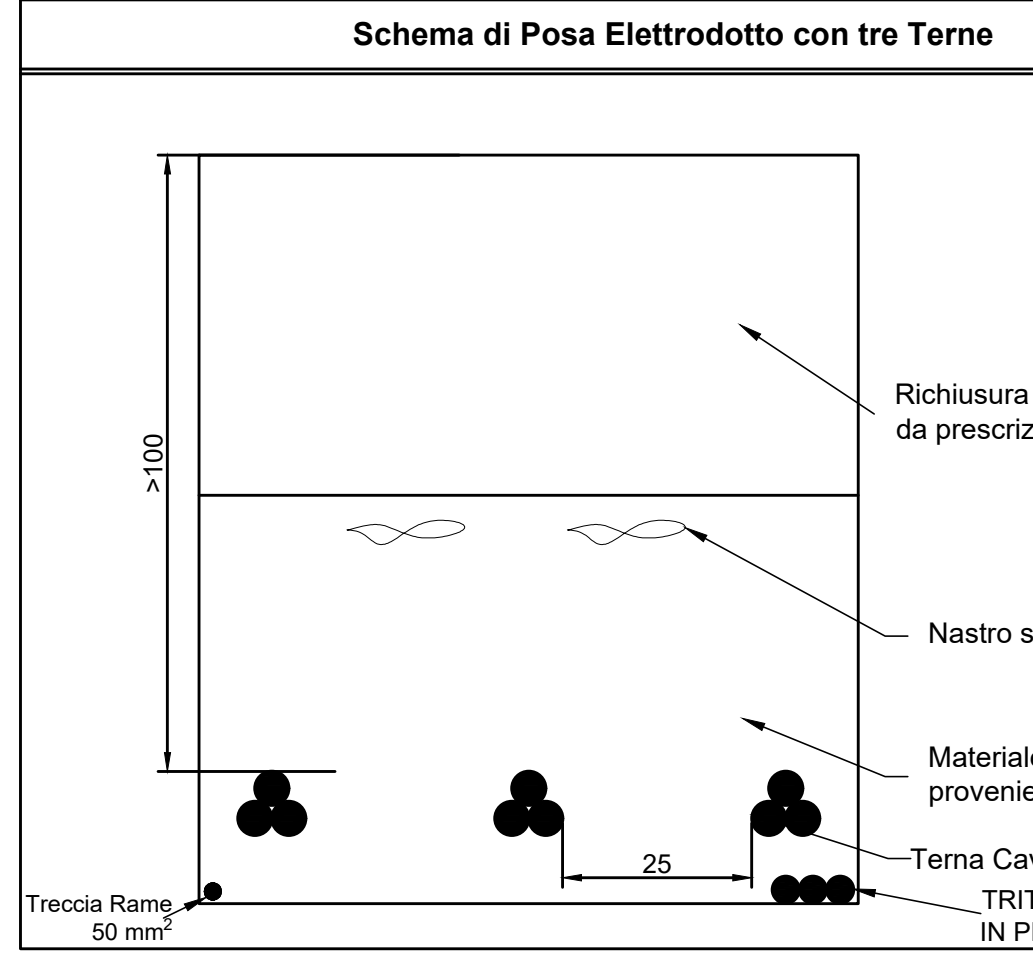 Schema di Posa Elettrodotto con tre Terne
Richiusura
da prescriz
>100
Nastro s
Materiale
provenie
Terna Cav
25
TRIT
IN P
Treccia Rame
50 mm²